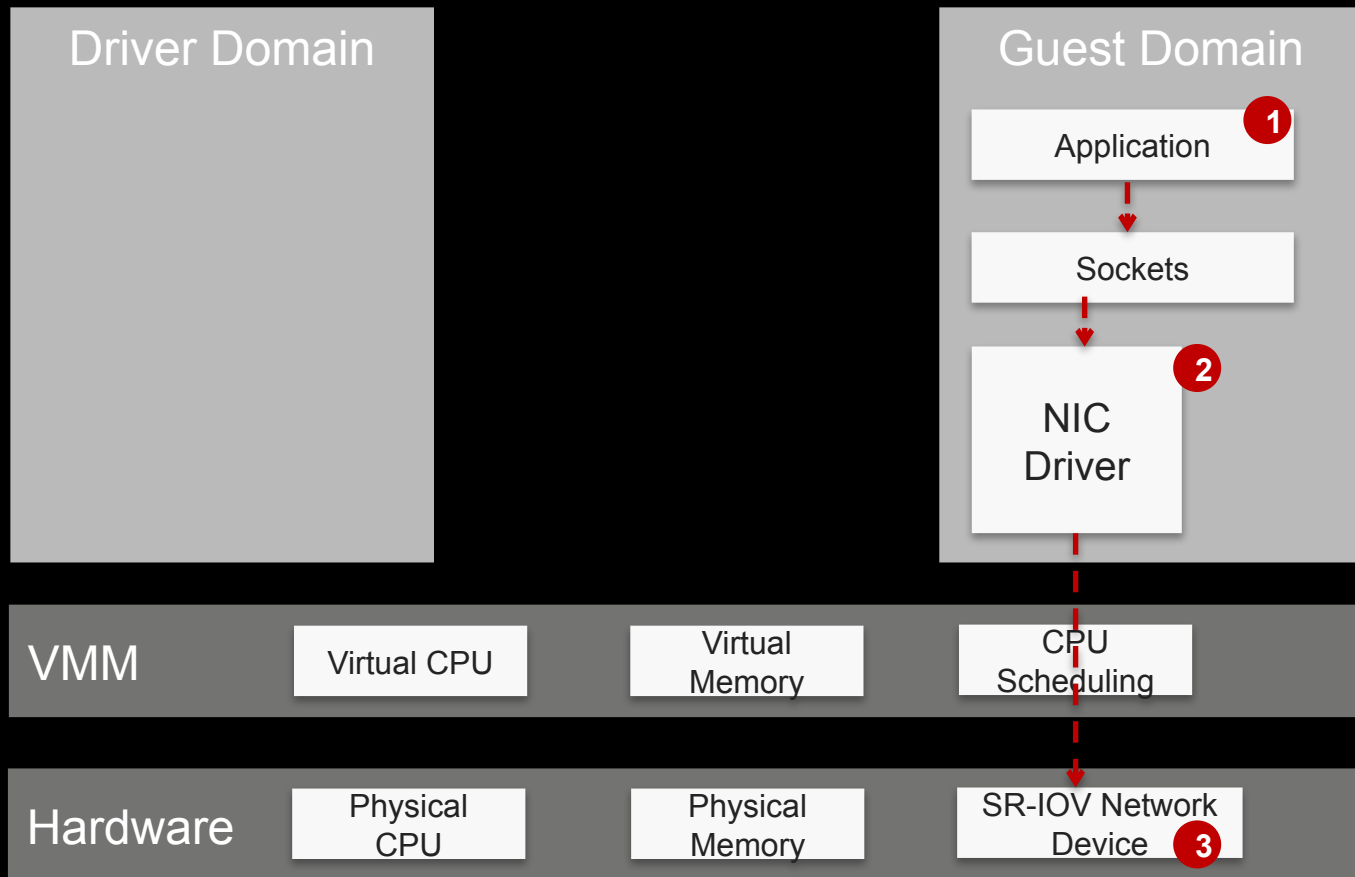 Driver Domain
Guest Domain
1
Application
Sockets
2
NIC
Driver
VMM
Virtual CPU
Virtual
Memory
CPU
Scheduling
Hardware
Physical
CPU
Physical
Memory
SR-IOV Network
Device
3